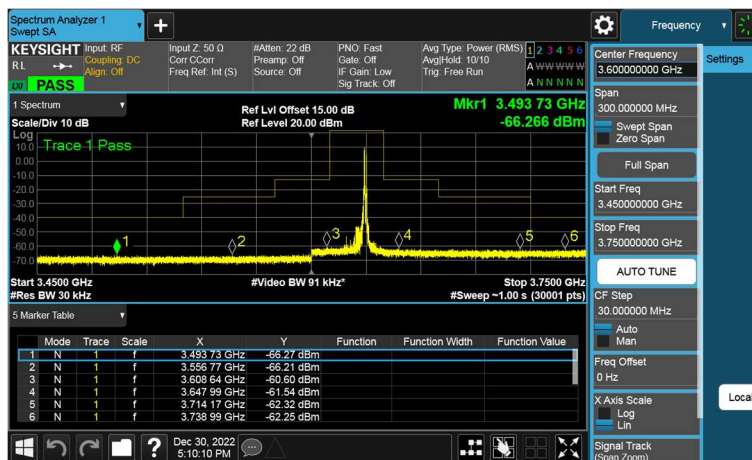 Spectrum Analyzer 1
Swept SA
Frequency
KEYSIGHT
RL
LXI PASS
Input: RF
Coupling: DC
Align: Off
Input Z: 50 Ω
Corr CCorr
Freq Ref: Int (S)
#Atten: 22 dB
Preamp: Off
Source: Off
PNO: Fast
Gate: Off
IF Gain: Low
Sig Track: Off
Avg Type: Power (RMS)
Avg|Hold: 10/10
Trig: Free Run
1 2 3 4 5 6
A W W W W W
A N N N N N
1 Spectrum
Scale/Div 10 dB
Ref Lvl Offset 15.00 dB
Ref Level 20.00 dBm
Mkr1 3.493 73 GHz
-66.266 dBm
Log
Trace 1 Pass
10.0
0.00
-10.0
-20.0
-30.0
-40.0
-50.0
-60.0
-70.0
1
2
3
4
5
6
Start 3.4500 GHz
#Res BW 30 kHz
#Video BW 91 kHz*
Stop 3.7500 GHz
#Sweep ~1.00 s (30001 pts)
5 Marker Table
Mode Trace Scale X Y Function Function Width Function Value
1 N 1 f 3.493 73 GHz -66.27 dBm
2 N 1 f 3.556 77 GHz -66.21 dBm
3 N 1 f 3.608 64 GHz -60.60 dBm
4 N 1 f 3.647 99 GHz -61.54 dBm
5 N 1 f 3.714 17 GHz -62.32 dBm
6 N 1 f 3.738 99 GHz -62.25 dBm
Dec 30, 2022
5:10:10 PM
Center Frequency
3.600000000 GHz
Settings
Span
300.000000 MHz
Swept Span
Zero Span
Full Span
Start Freq
3.450000000 GHz
Stop Freq
3.750000000 GHz
AUTO TUNE
CF Step
30.000000 MHz
Auto
Man
Freq Offset
0 Hz
X Axis Scale
Log
Lin
Local
Signal Track
(Span Zoom)